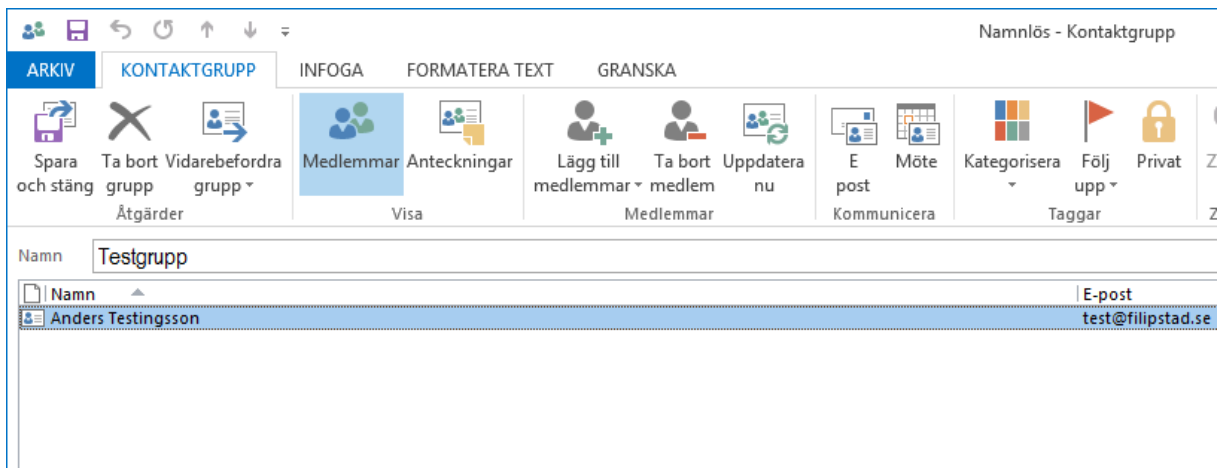 Namnlös - Kontaktgrupp
ARKIV KONTAKTGRUPP INFOGA FORMATERA TEXT GRANSKA
Spara Ta bort Vidarebefordra Medlemmar Anteckningar Lägg till Ta bort Uppdatera E Möte Kategorisera Följ Privat Z
och stäng grupp grupp medlemmar medlem nu post upp
Åtgärder Visa Medlemmar Kommunicera Taggar Z
Namn Testgrupp
Namn E-post
Anders Testingsson test@filipstad.se